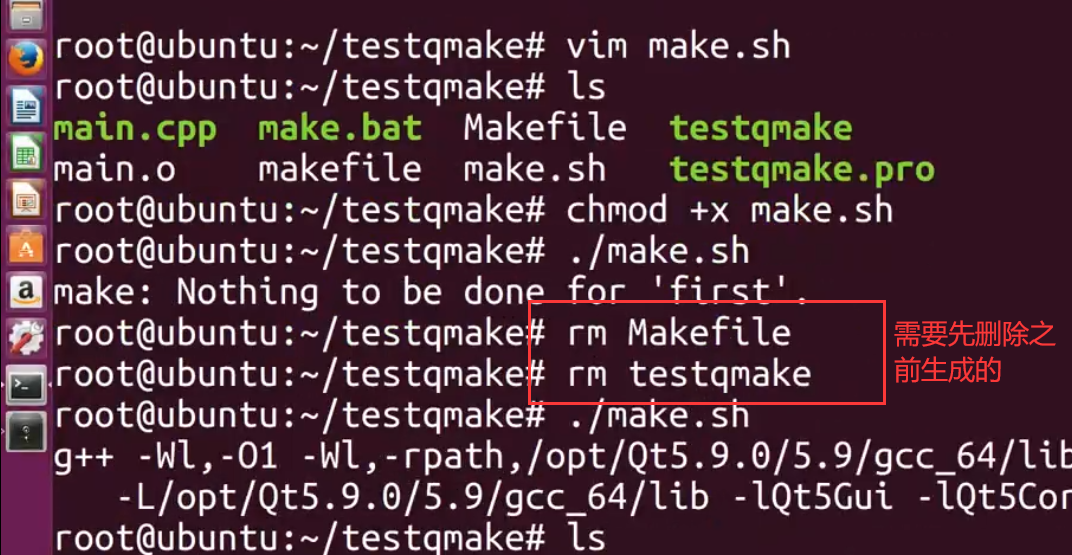 root@ubuntu:~/testqmake# vim make.sh
root@ubuntu:~/testqmake# ls
main.cpp  make.bat  Makefile  testqmake
main.o    makefile  make.sh   testqmake.pro
root@ubuntu:~/testqmake# chmod +x make.sh
root@ubuntu:~/testqmake# ./make.sh
make: Nothing to be done for 'first'.
root@ubuntu:~/testqmake# rm Makefile
root@ubuntu:~/testqmake# rm testqmake
需要先删除之
前生成的
root@ubuntu:~/testqmake# ./make.sh
g++ -Wl,-O1 -Wl,-rpath,/opt/Qt5.9.0/5.9/gcc_64/lib
-L/opt/Qt5.9.0/5.9/gcc_64/lib -lQt5Gui -lQt5Cor
root@ubuntu:~/testqmake# ls